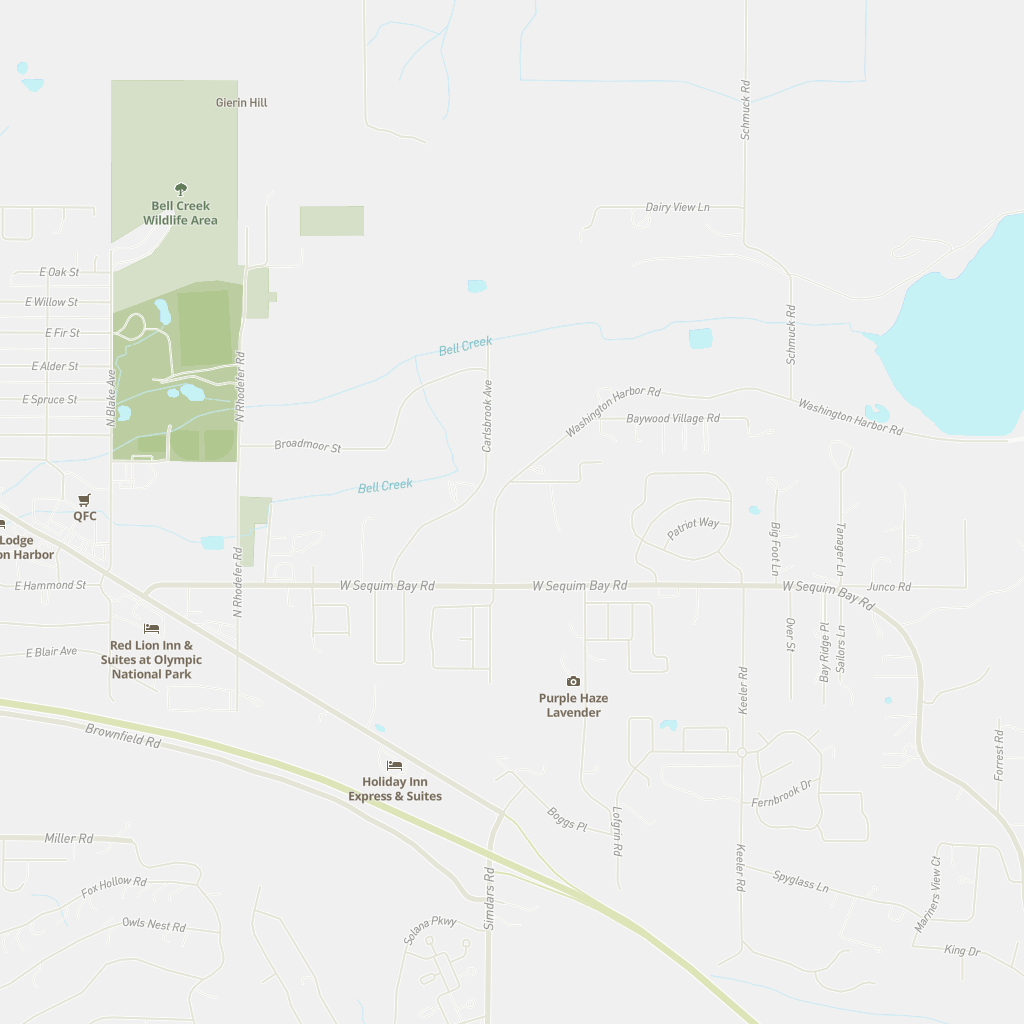 Gierin Hill
Schmuck Rd
Bell Creek
Wildlife Area
Dairy View Ln
E Oak St
E Willow St
E Fir St
E Alder St
E Spruce St
N Blake Ave
N Rhodefer Rd
Bell Creek
Schmuck Rd
Carlsbrook Ave
Washington Harbor Rd
Baywood Village Rd
Washington Harbor Rd
Broadmoor St
Bell Creek
QFC
Lodge
on Harbor
Patriot Way
Big Foot Ln
Tanager Ln
E Hammond St
N Rhodefer Rd
W Sequim Bay Rd
W Sequim Bay Rd
W Sequim Bay Rd
Junco Rd
Red Lion Inn &
Suites at Olympic
National Park
E Blair Ave
Over St
Bay Ridge Pl
Sailors Ln
Keeler Rd
Purple Haze
Lavender
Brownfield Rd
Forrest Rd
Holiday Inn
Express & Suites
Fernbrook Dr
Boggs Pl
Lofgrin Rd
Miller Rd
Fox Hollow Rd
Owls Nest Rd
Simdars Rd
Solana Pkwy
Keeler Rd
Spyglass Ln
Mariners View Ct
King Dr